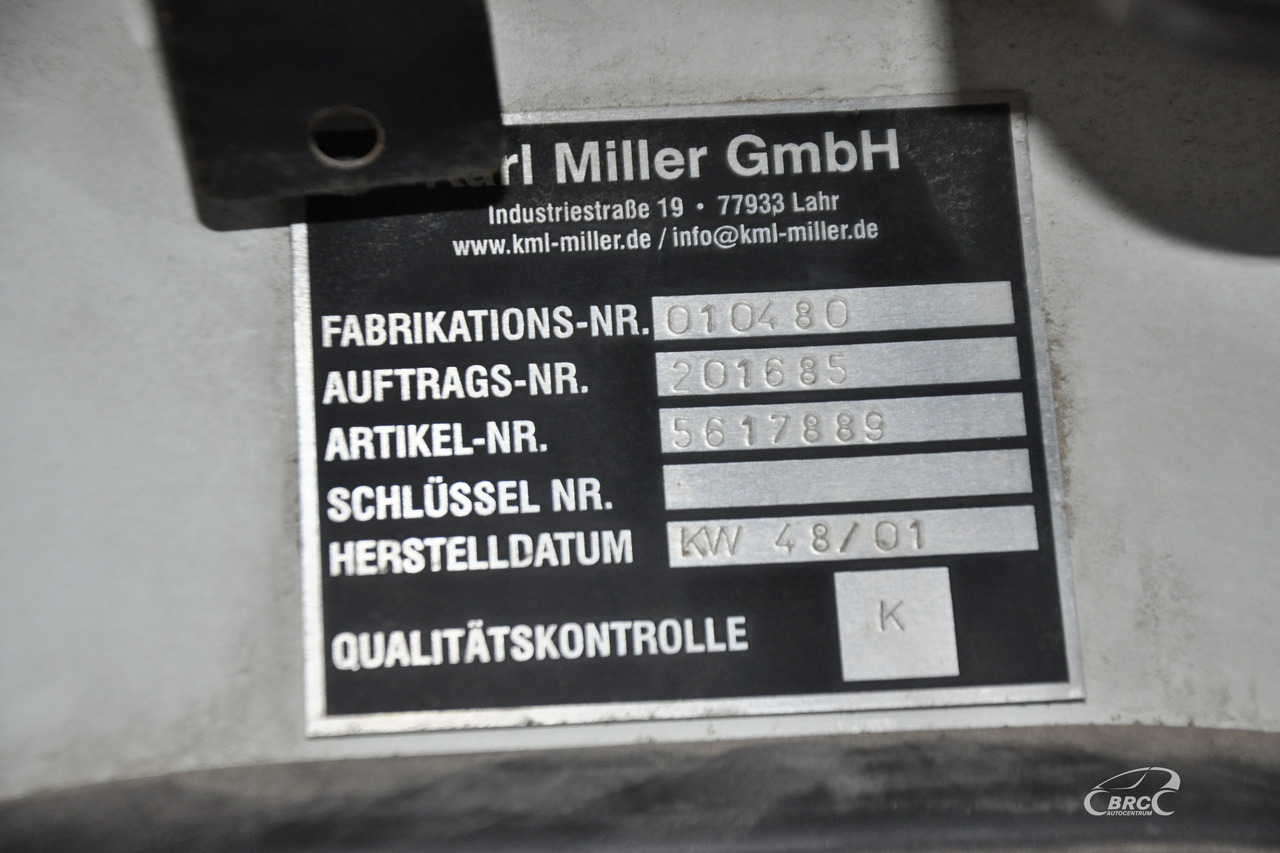 Karl Miller GmbH
Industriestraße 19 • 77933 Lahr
www.kml-miller.de / info@kml-miller.de
FABRIKATIONS-NR. 010480
AUFTRAGS-NR. 201685
ARTIKEL-NR. 5617889
SCHLÜSSEL NR.
HERSTELLDATUM KW 48/01
QUALITÄTSKONTROLLE K
BRC
AUTOCENTRUM